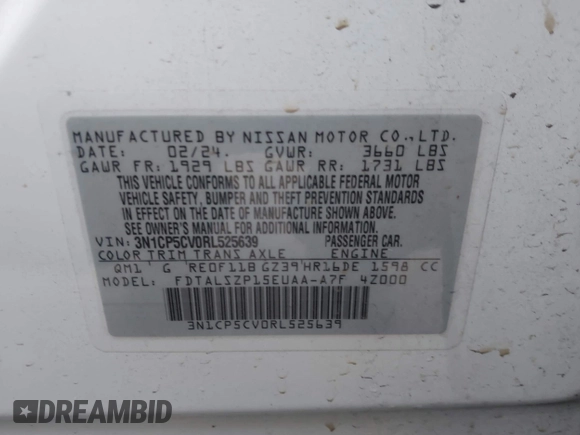 MANUFACTURED BY NISSAN MOTOR CO.,LTD.
DATE: 02/24. GVWR: 3660 LBS
GAWR FR: 1929 LBS GAWR RR: 1731 LBS
THIS VEHICLE CONFORMS TO ALL APPLICABLE FEDERAL MOTOR
VEHICLE SAFETY, BUMPER AND THEFT PREVENTION STANDARDS
IN EFFECT ON THE DATE OF MANUFACTURE SHOWN ABOVE.
SEE OWNER'S MANUAL FOR ADDITIONAL INFORMATION.
VIN: 3N1CP5CV0RL525639 PASSENGER CAR.
COLOR TRIM TRANS AXLE ENGINE
QM1 G RE0F11B GZ39 HR16DE 1598 CC
MODEL: FDTALSZP15EUAA-A7F 4Z000
3N1CP5CV0RL525639
DREAMBID